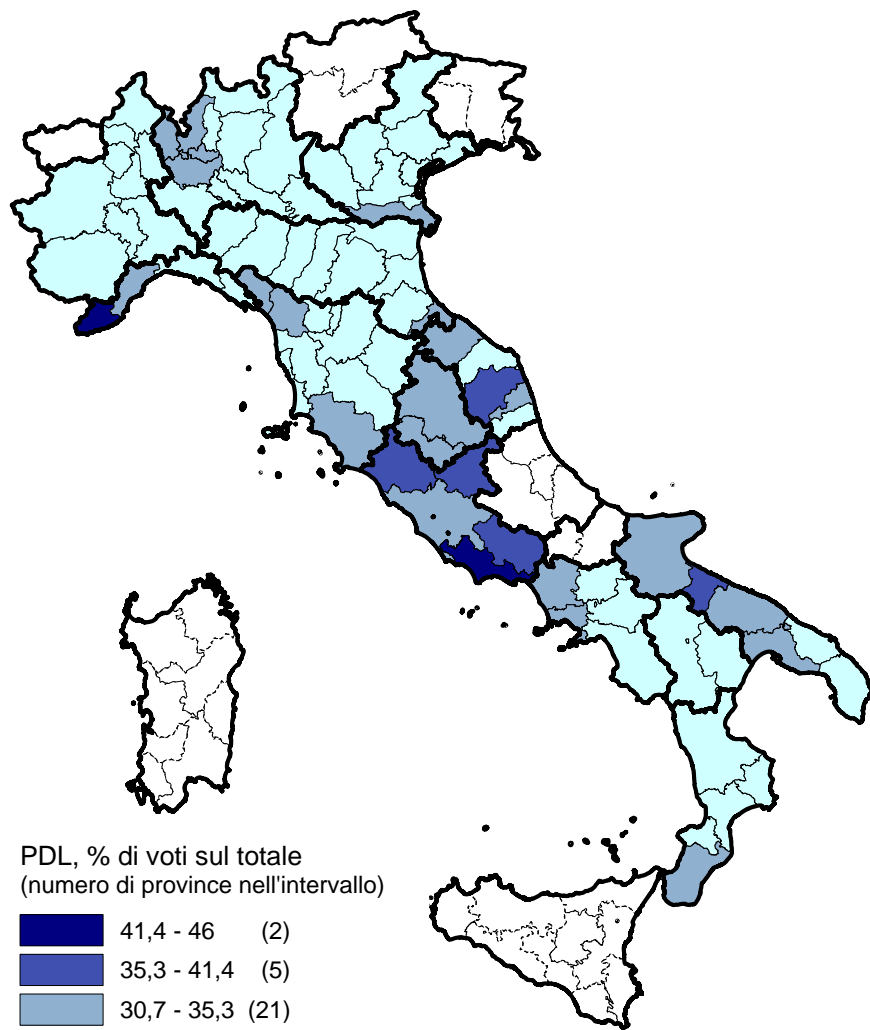 PDL, % di voti sul totale
(numero di province nell'intervallo)
41,4 - 46 (2)
35,3 - 41,4 (5)
30,7 - 35,3 (21)